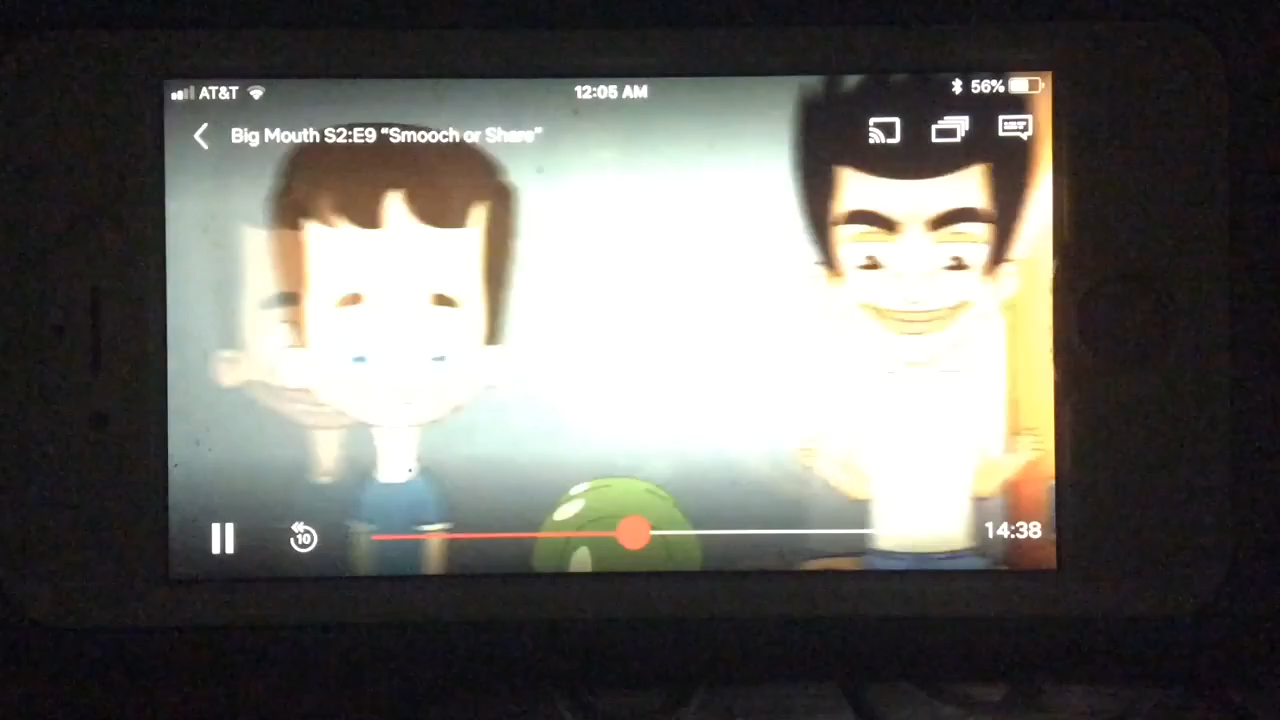 AT&T
12:05 AM
56%
Big Mouth S2:E9 “Smooch or Share”
10
14:38